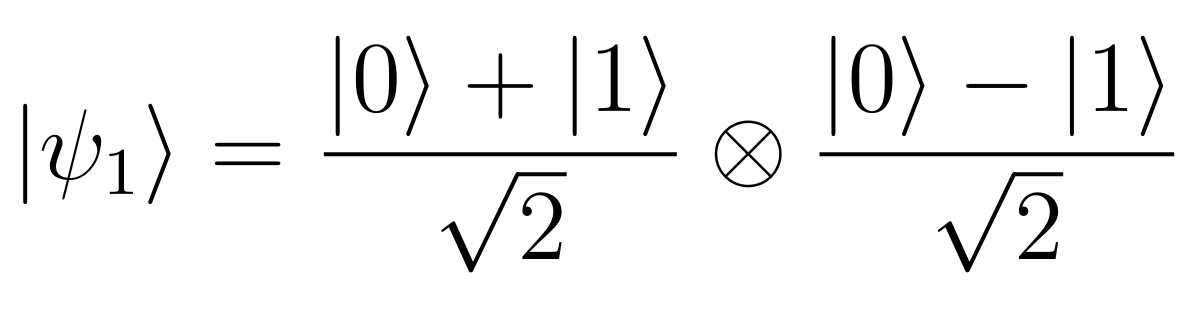 |ψ₁⟩ = (|0⟩ + |1⟩)/√2 ⊗ (|0⟩ − |1⟩)/√2